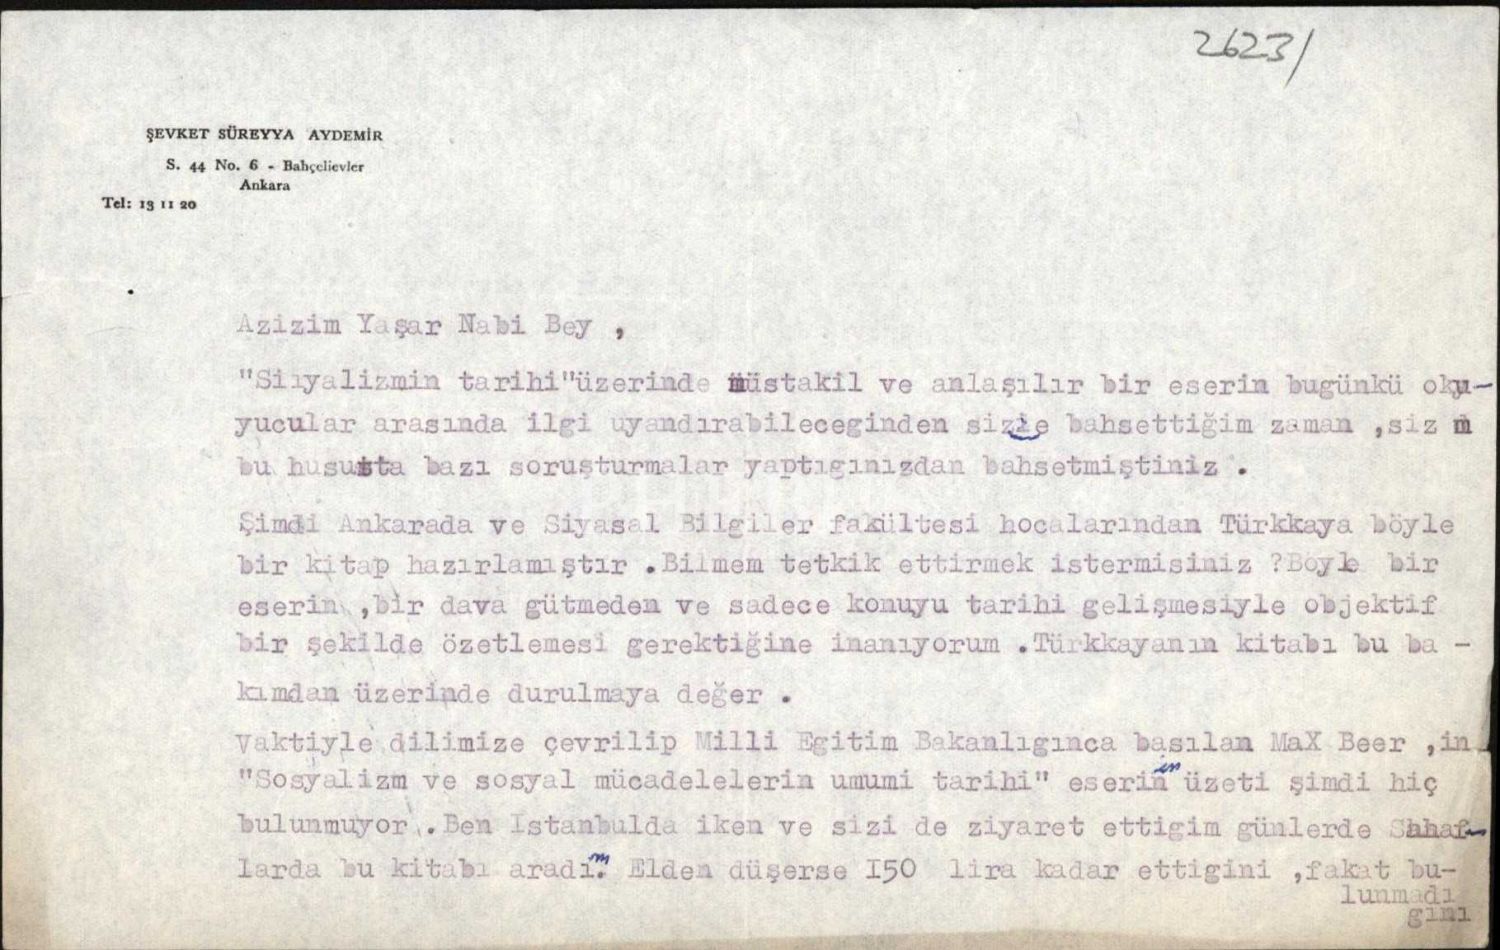 2623/
ŞEVKET SÜREYYA AYDEMİR
S. 44 No. 6 - Bahçelievler
Ankara
Tel: 13 11 20
Azizim Yaşar Nabi Bey ,
"Siıyalizmin tarihi"üzerinde müstakil ve anlaşılır bir eserin bugünkü oku-
yucular arasında ilgi uyandırabileceginden sizle bahsettiğim zaman ,siz
bu hususta bazı soruşturmalar yaptıgınızdan bahsetmiştiniz .
Şimdi Ankarada ve Siyasal Bilgiler fakültesi hocalarından Türkkaya böyle
bir kitap hazırlamıştır .Bilmem tetkik ettirmek istermisiniz ?Böyle bir
eserin ,bir dava gütmeden ve sadece konuyu tarihi gelişmesiyle objektif
bir şekilde özetlemesi gerektiğine inanıyorum .Türkkayanın kitabı bu ba -
kımdan üzerinde durulmaya değer .
Vaktiyle dilimize çevrilip Milli Egitim Bakanlıgınca basılan MaX Beer ,in
"Sosyalizm ve sosyal mücadelelerin umumi tarihi" eserinin üzeti şimdi hiç
bulunmuyor .Ben Istanbulda iken ve sizi de ziyaret ettigim günlerde Sahaf-
larda bu kitabı aradım. Elden düşerse I50 lira kadar ettigini ,fakat bu-
lunmadı
gını